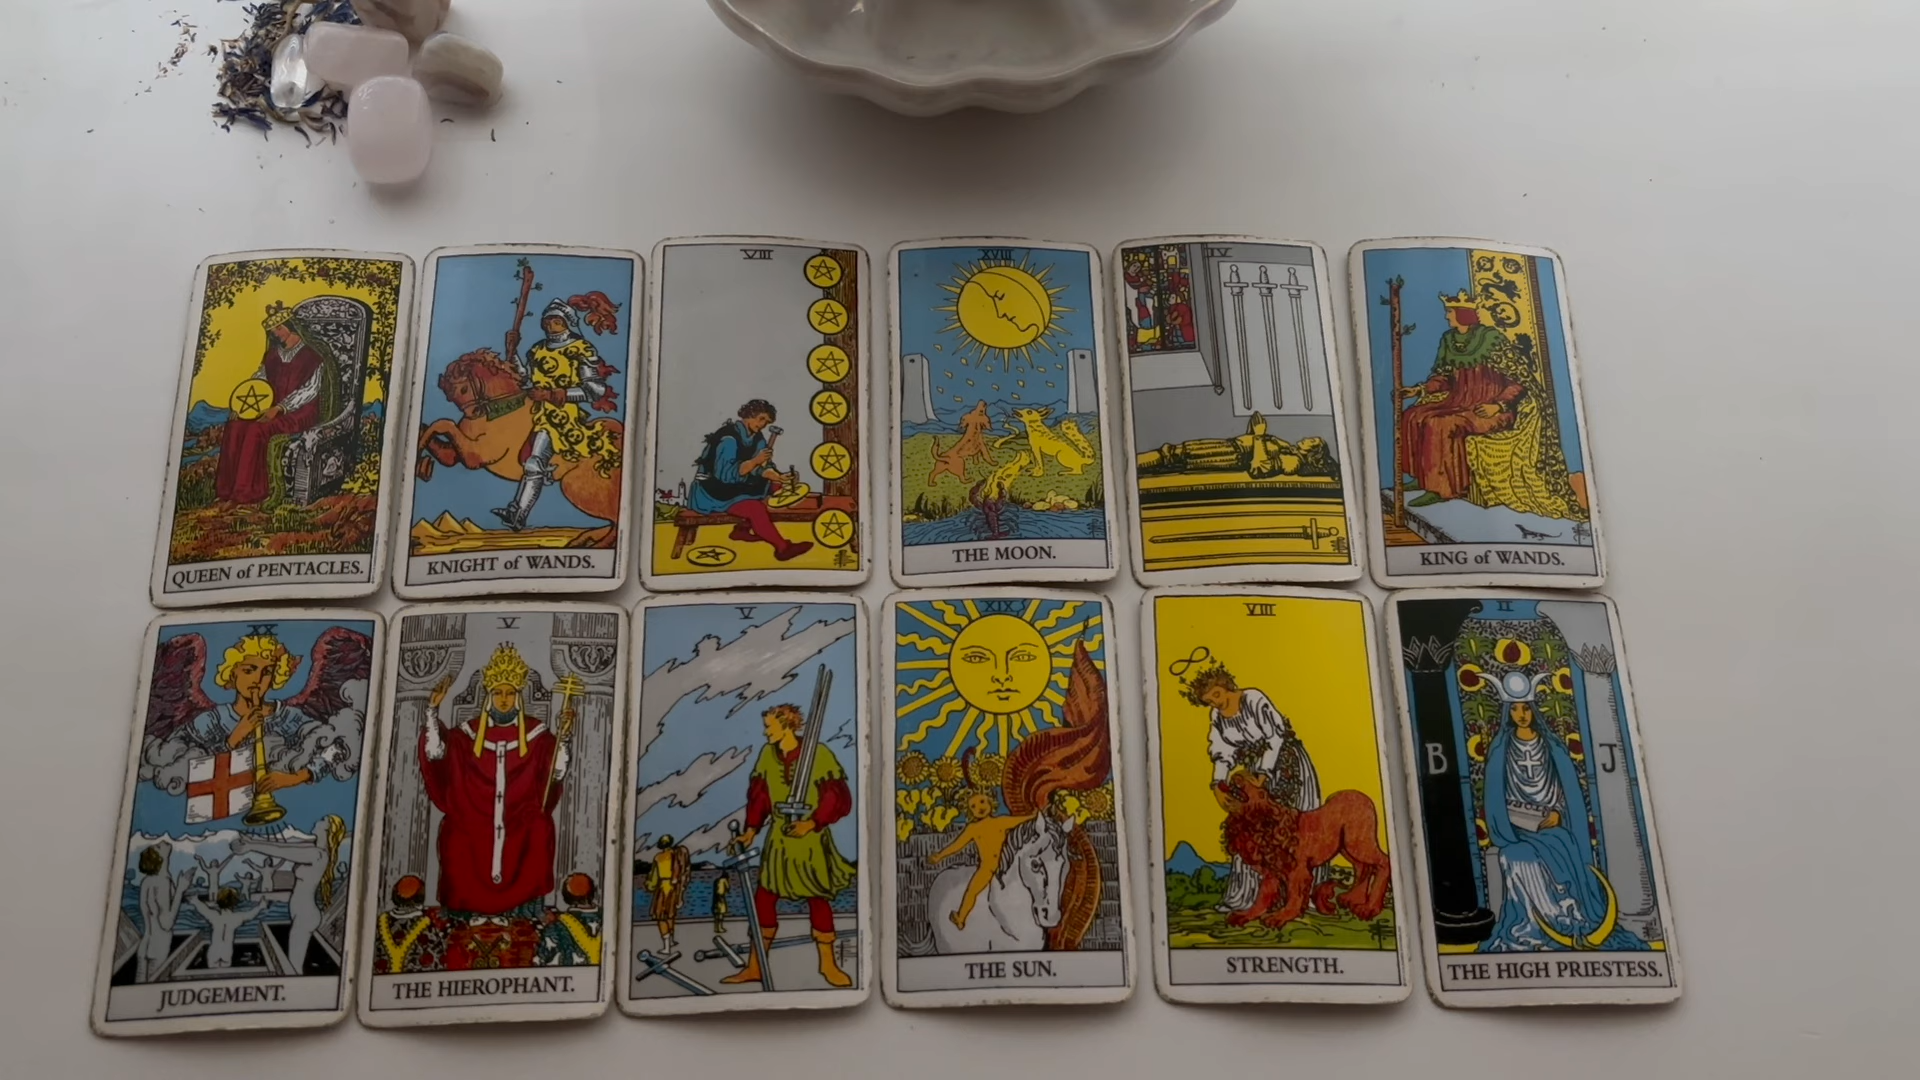 VIII
XVIII
IV
QUEEN of PENTACLES.
KNIGHT of WANDS.
THE MOON.
KING of WANDS.
XX
V
V
XIX
VIII
II
B
J
JUDGEMENT.
THE HIEROPHANT.
THE SUN.
STRENGTH.
THE HIGH PRIESTESS.